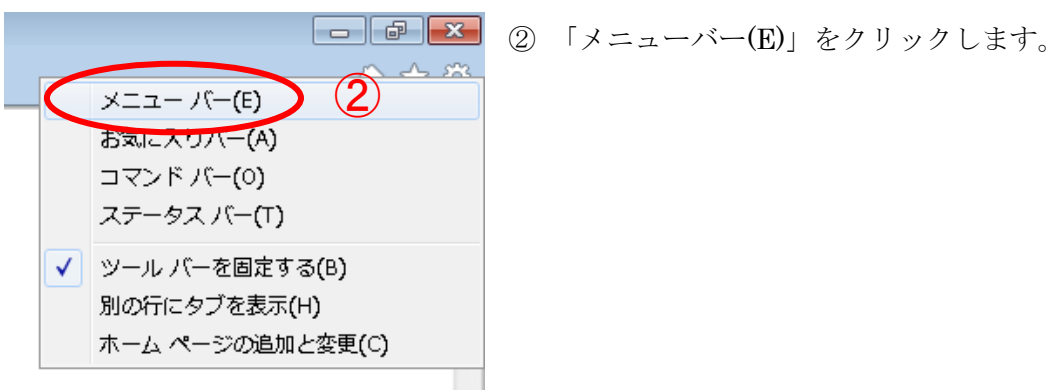 ② 「メニューバー(E)」をクリックします。
メニュー バー(E)
②
お気に入りバー(A)
コマンド バー(O)
ステータス バー(T)
ツール バーを固定する(B)
別の行にタブを表示(H)
ホーム ページの追加と変更(C)